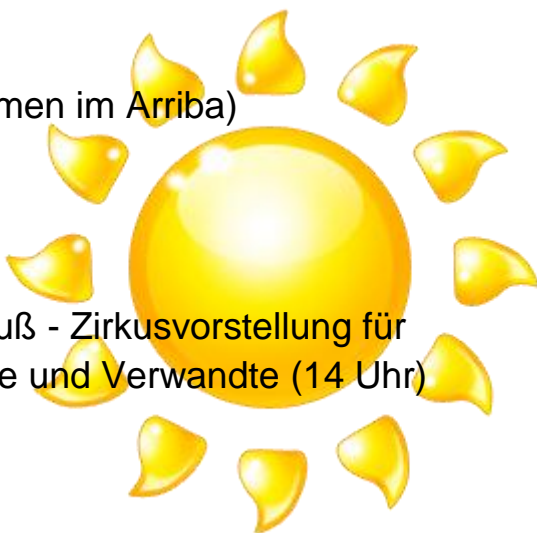 men im Arriba)
uß - Zirkusvorstellung für
e und Verwandte (14 Uhr)